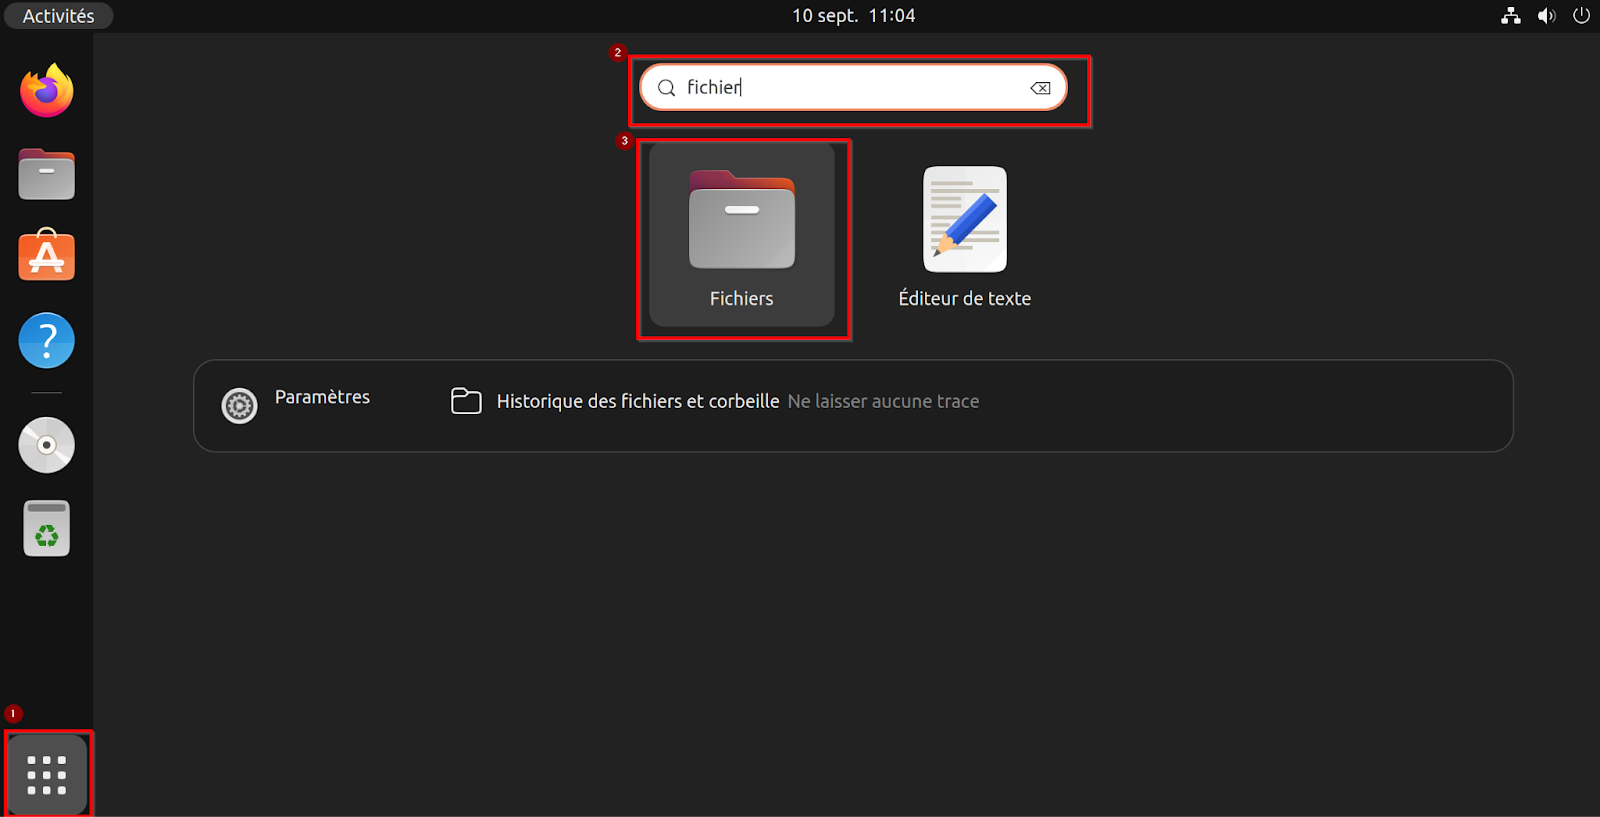 Activités
10 sept. 11:04
2
fichier
3
Fichiers
Éditeur de texte
Paramètres
Historique des fichiers et corbeille Ne laisser aucune trace
1